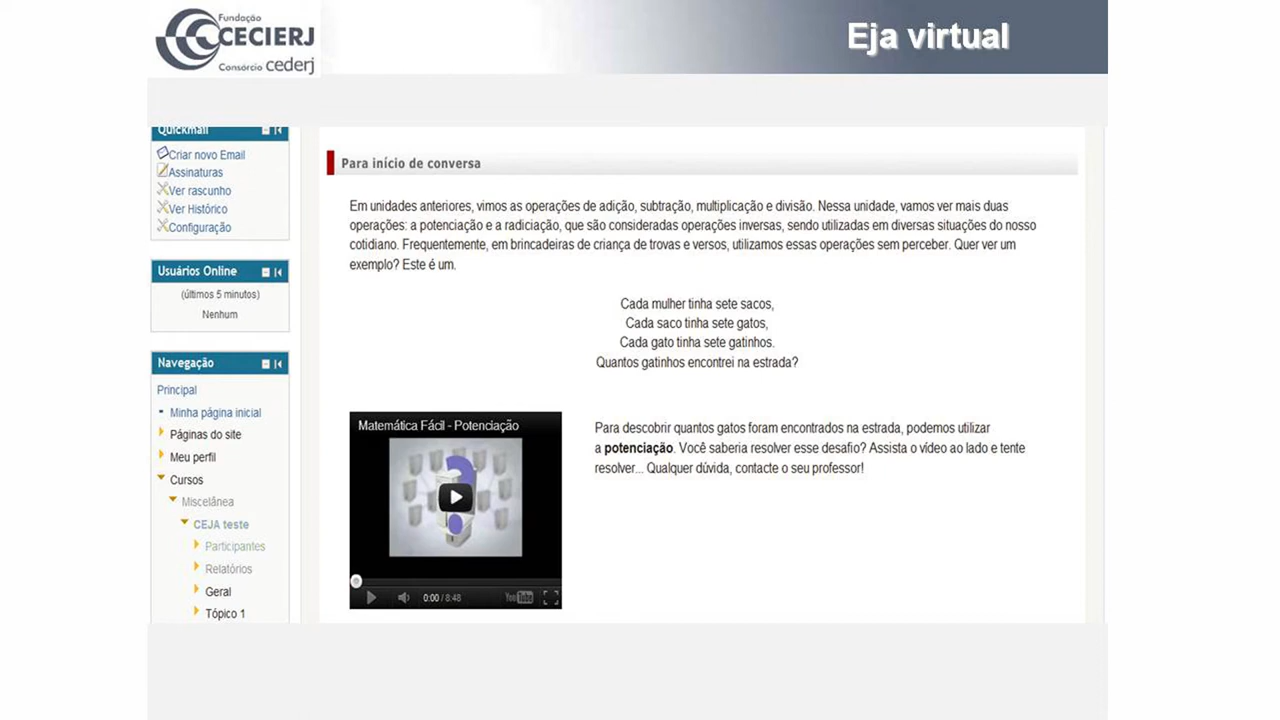 Fundação
CECIERJ
Consórcio cederj
Eja virtual
Quickmail
Criar novo Email
Assinaturas
Ver rascunho
Ver Histórico
Configuração
Usuários Online
(últimos 5 minutos)
Nenhum
Navegação
Principal
Minha página inicial
Páginas do site
Meu perfil
Cursos
Miscelânea
CEJA teste
Participantes
Relatórios
Geral
Tópico 1
Para início de conversa
Em unidades anteriores, vimos as operações de adição, subtração, multiplicação e divisão. Nessa unidade, vamos ver mais duas
operações: a potenciação e a radiciação, que são consideradas operações inversas, sendo utilizadas em diversas situações do nosso
cotidiano. Frequentemente, em brincadeiras de criança de trovas e versos, utilizamos essas operações sem perceber. Quer ver um
exemplo? Este é um.
Cada mulher tinha sete sacos,
Cada saco tinha sete gatos,
Cada gato tinha sete gatinhos.
Quantos gatinhos encontrei na estrada?
Matemática Fácil - Potenciação
0:00 / 8:48
YouTube
Para descobrir quantos gatos foram encontrados na estrada, podemos utilizar
a potenciação. Você saberia resolver esse desafio? Assista o vídeo ao lado e tente
resolver... Qualquer dúvida, contacte o seu professor!